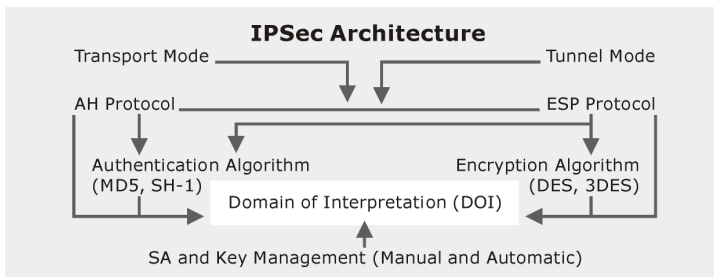 IPSec Architecture
Transport Mode
Tunnel Mode
AH Protocol
ESP Protocol
Authentication Algorithm
(MD5, SH-1)
Encryption Algorithm
(DES, 3DES)
Domain of Interpretation (DOI)
SA and Key Management (Manual and Automatic)